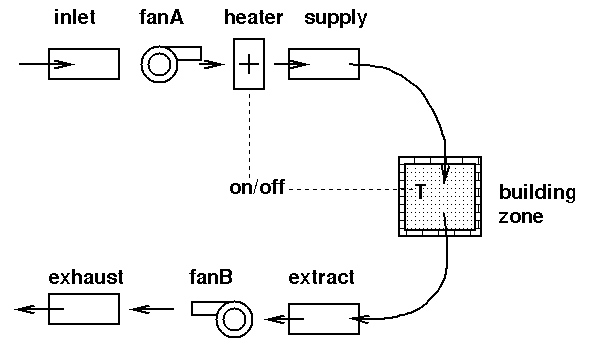 inlet
fanA
heater
supply
on/off
T
building
zone
exhaust
fanB
extract